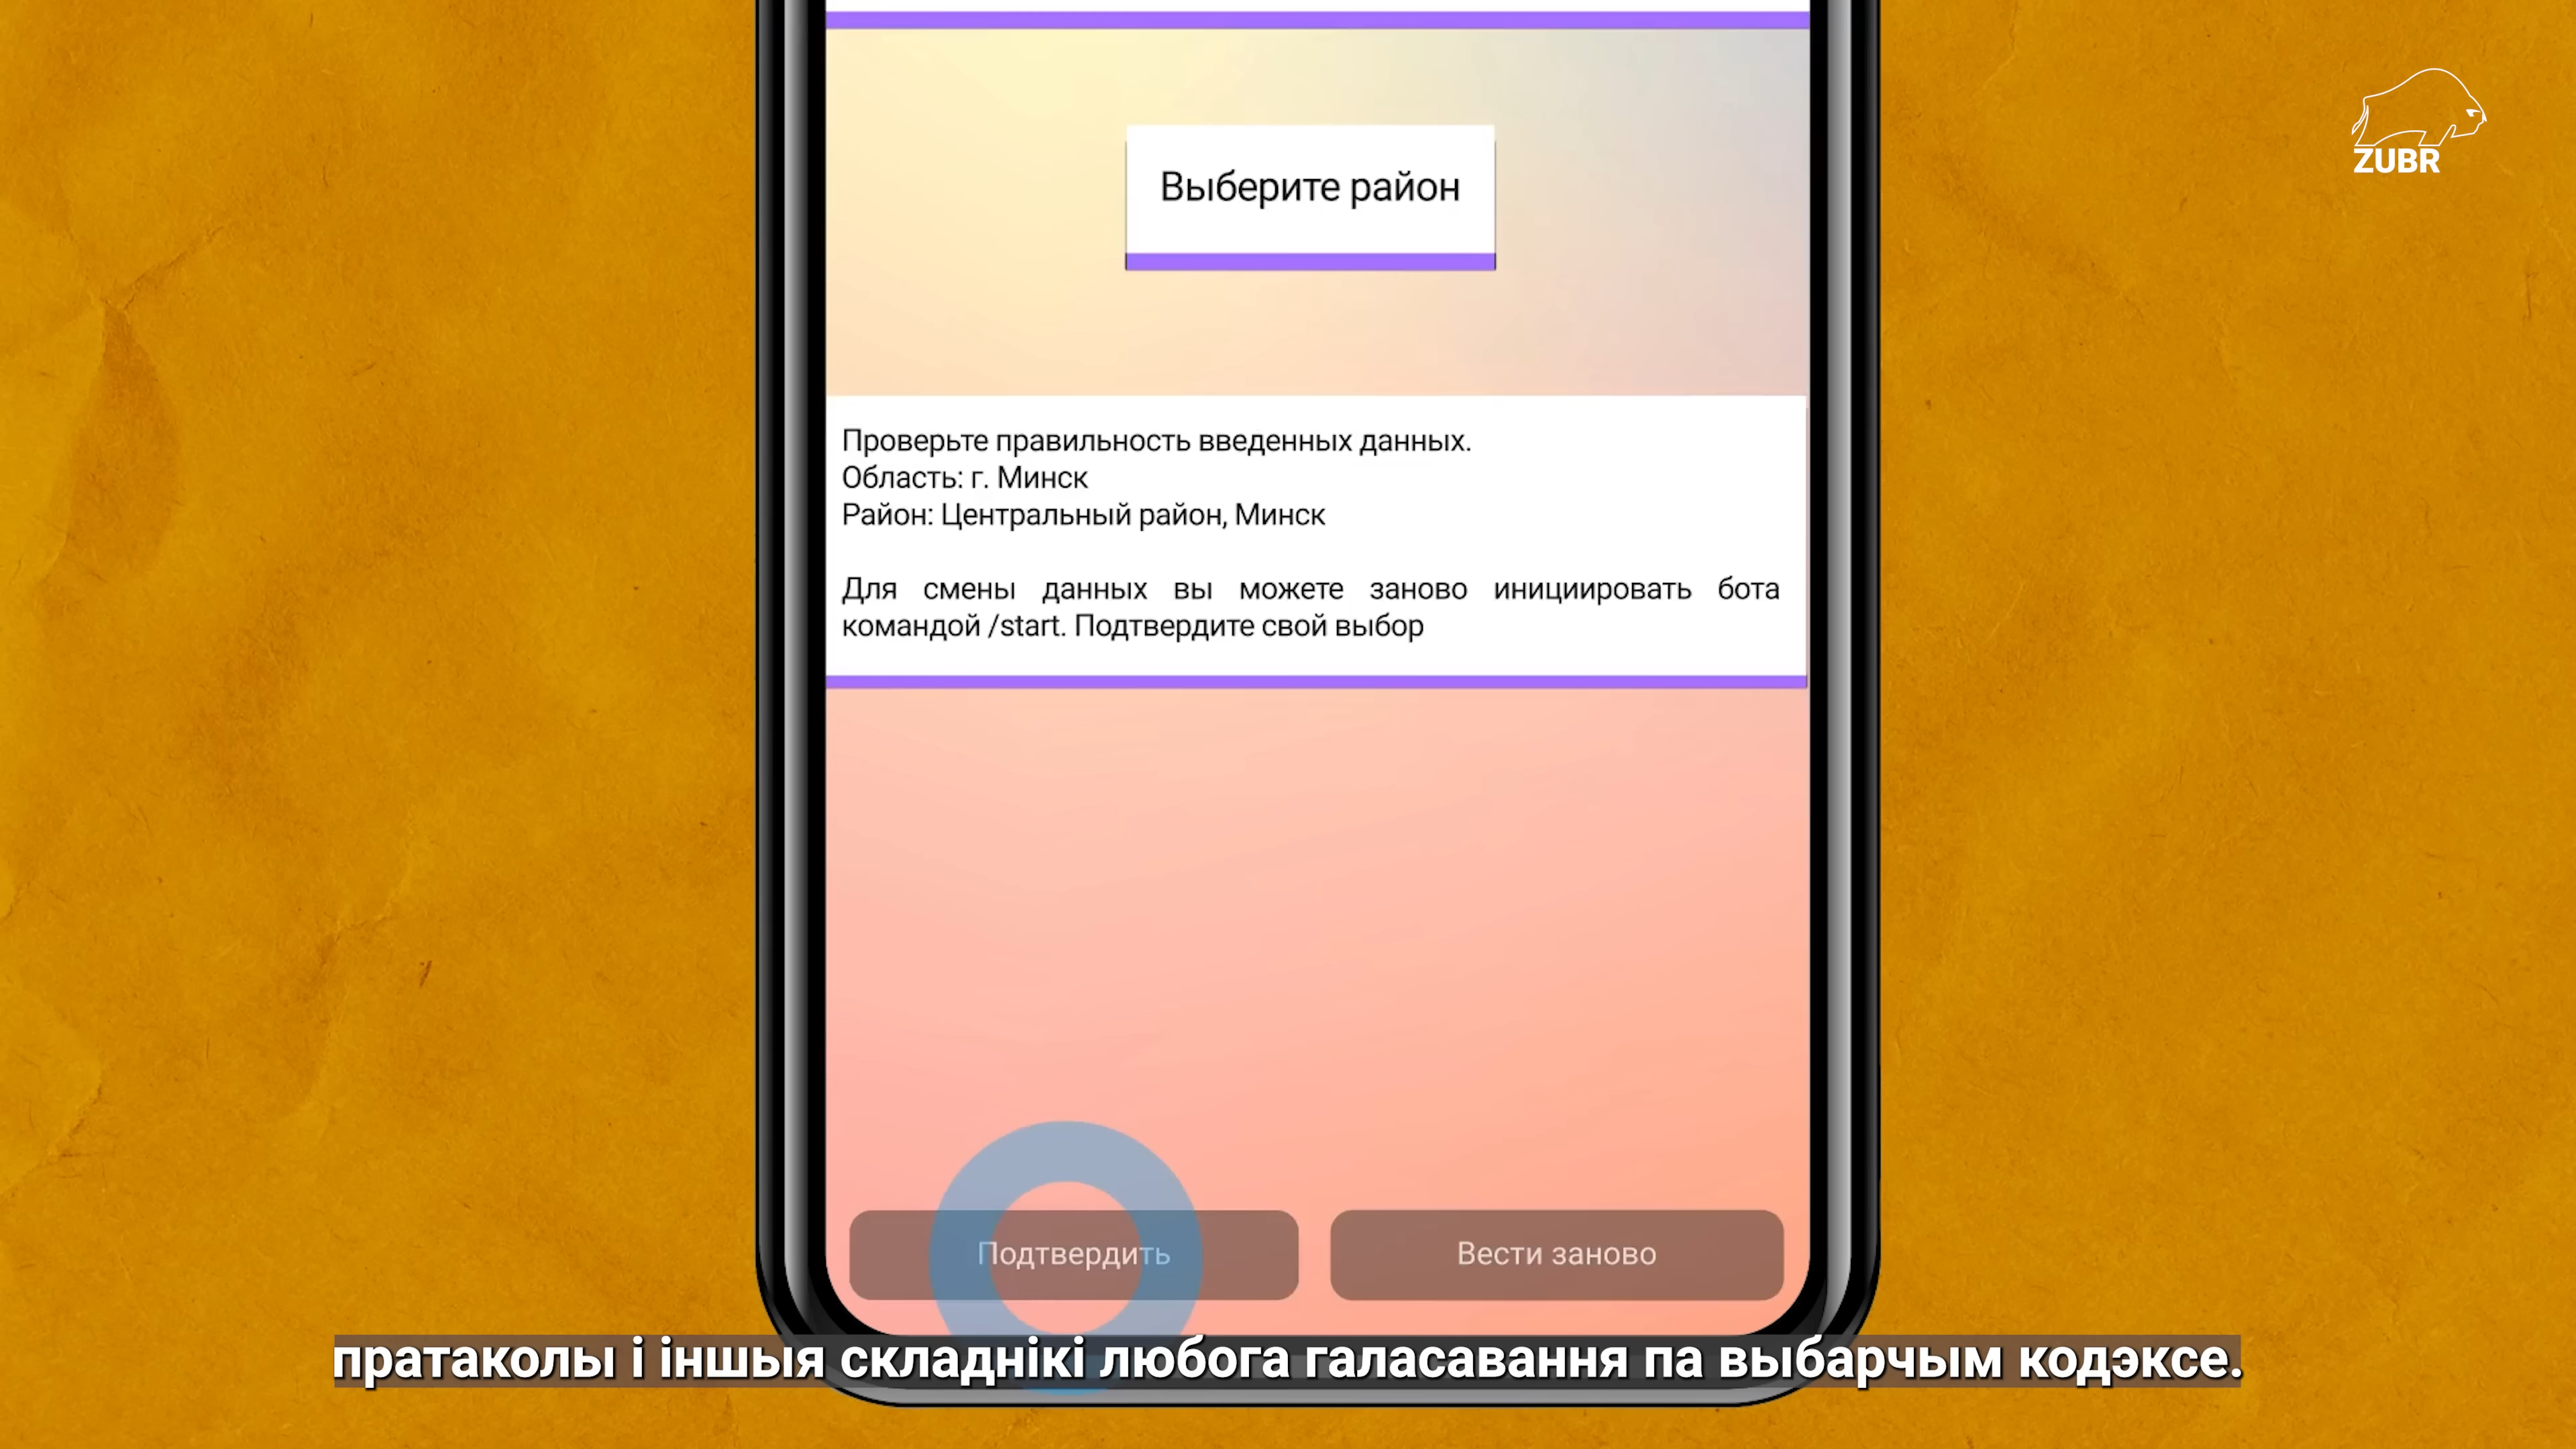 ZUBR
Выберите район
Проверьте правильность введенных данных.
Область: г. Минск
Район: Центральный район, Минск
Для смены данных вы можете заново инициировать бота
командой /start. Подтвердите свой выбор
Подтвердить
Вести заново
пратаколы і іншыя складнікі любога галасавання па выбарчым кодэксе.